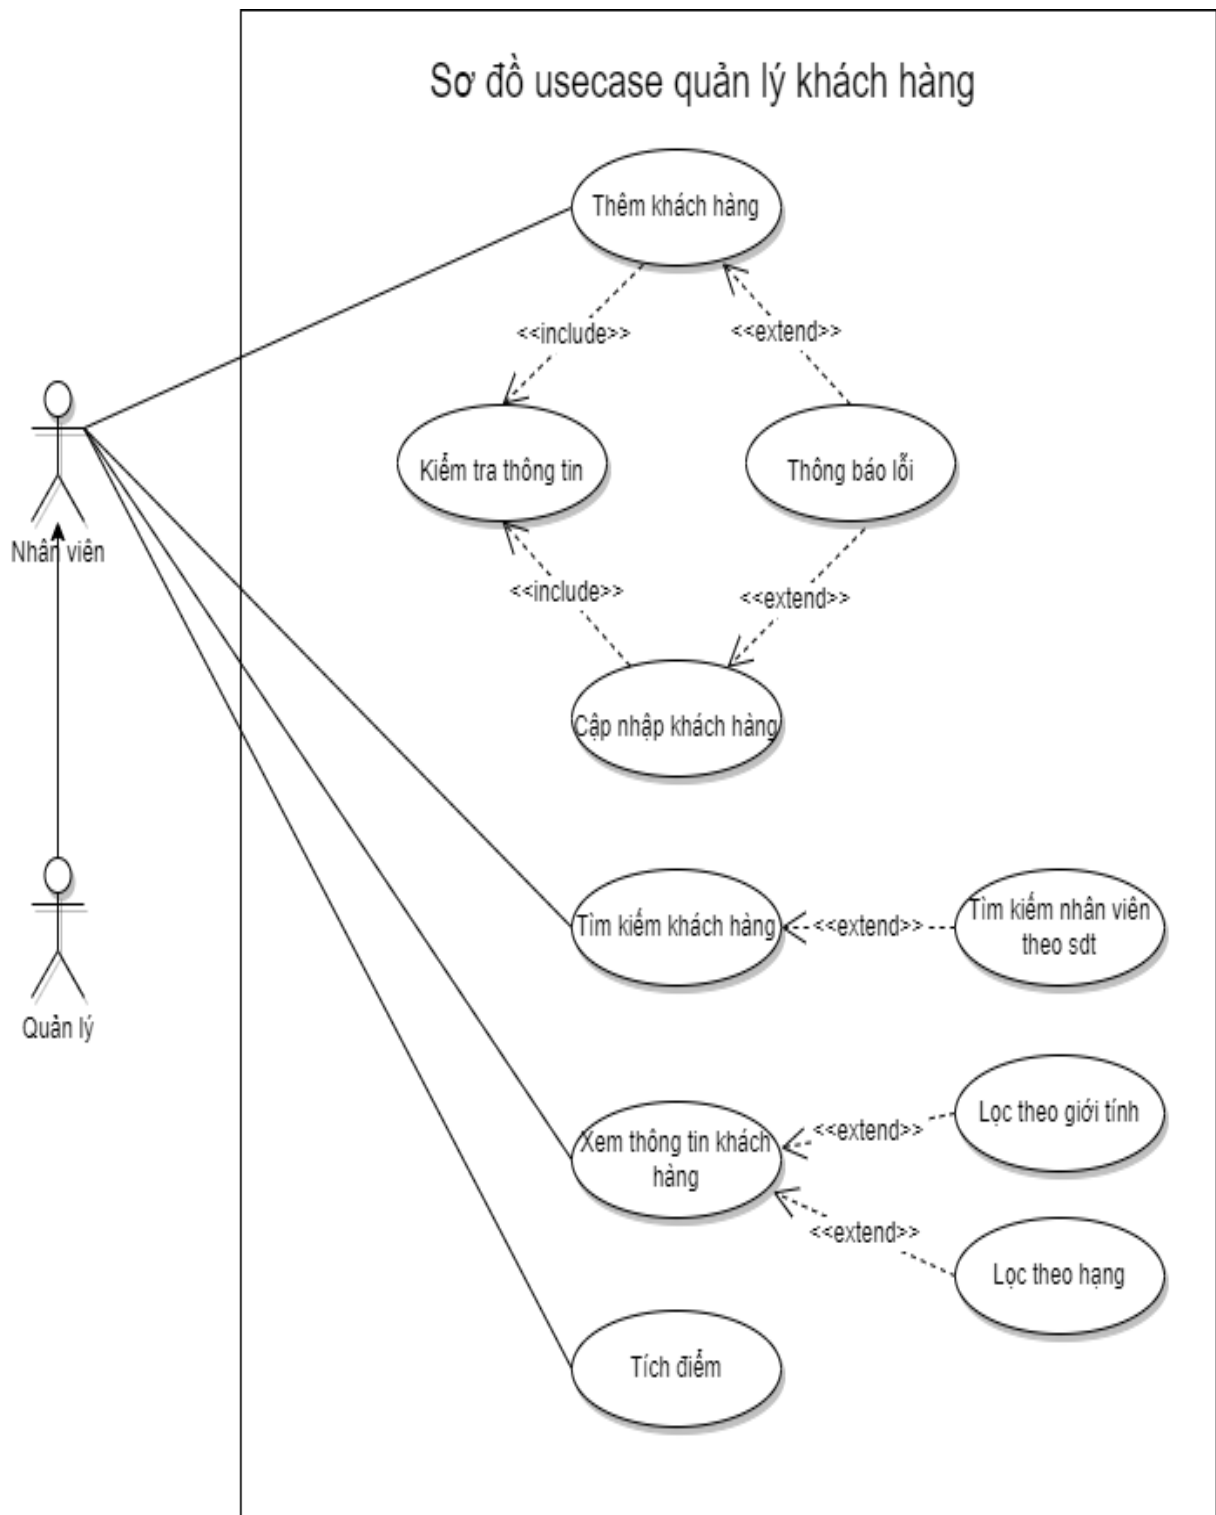 Sơ đồ usecase quản lý khách hàng
Thêm khách hàng
<<include>>
<<extend>>
Kiểm tra thông tin
Thông báo lỗi
Nhân viên
<<include>>
<<extend>>
Cập nhập khách hàng
Tìm kiếm khách hàng
<<extend>>
Tìm kiếm nhân viên
theo sdt
Quản lý
Xem thông tin khách
hàng
<<extend>>
Lọc theo giới tính
<<extend>>
Lọc theo hạng
Tích điểm